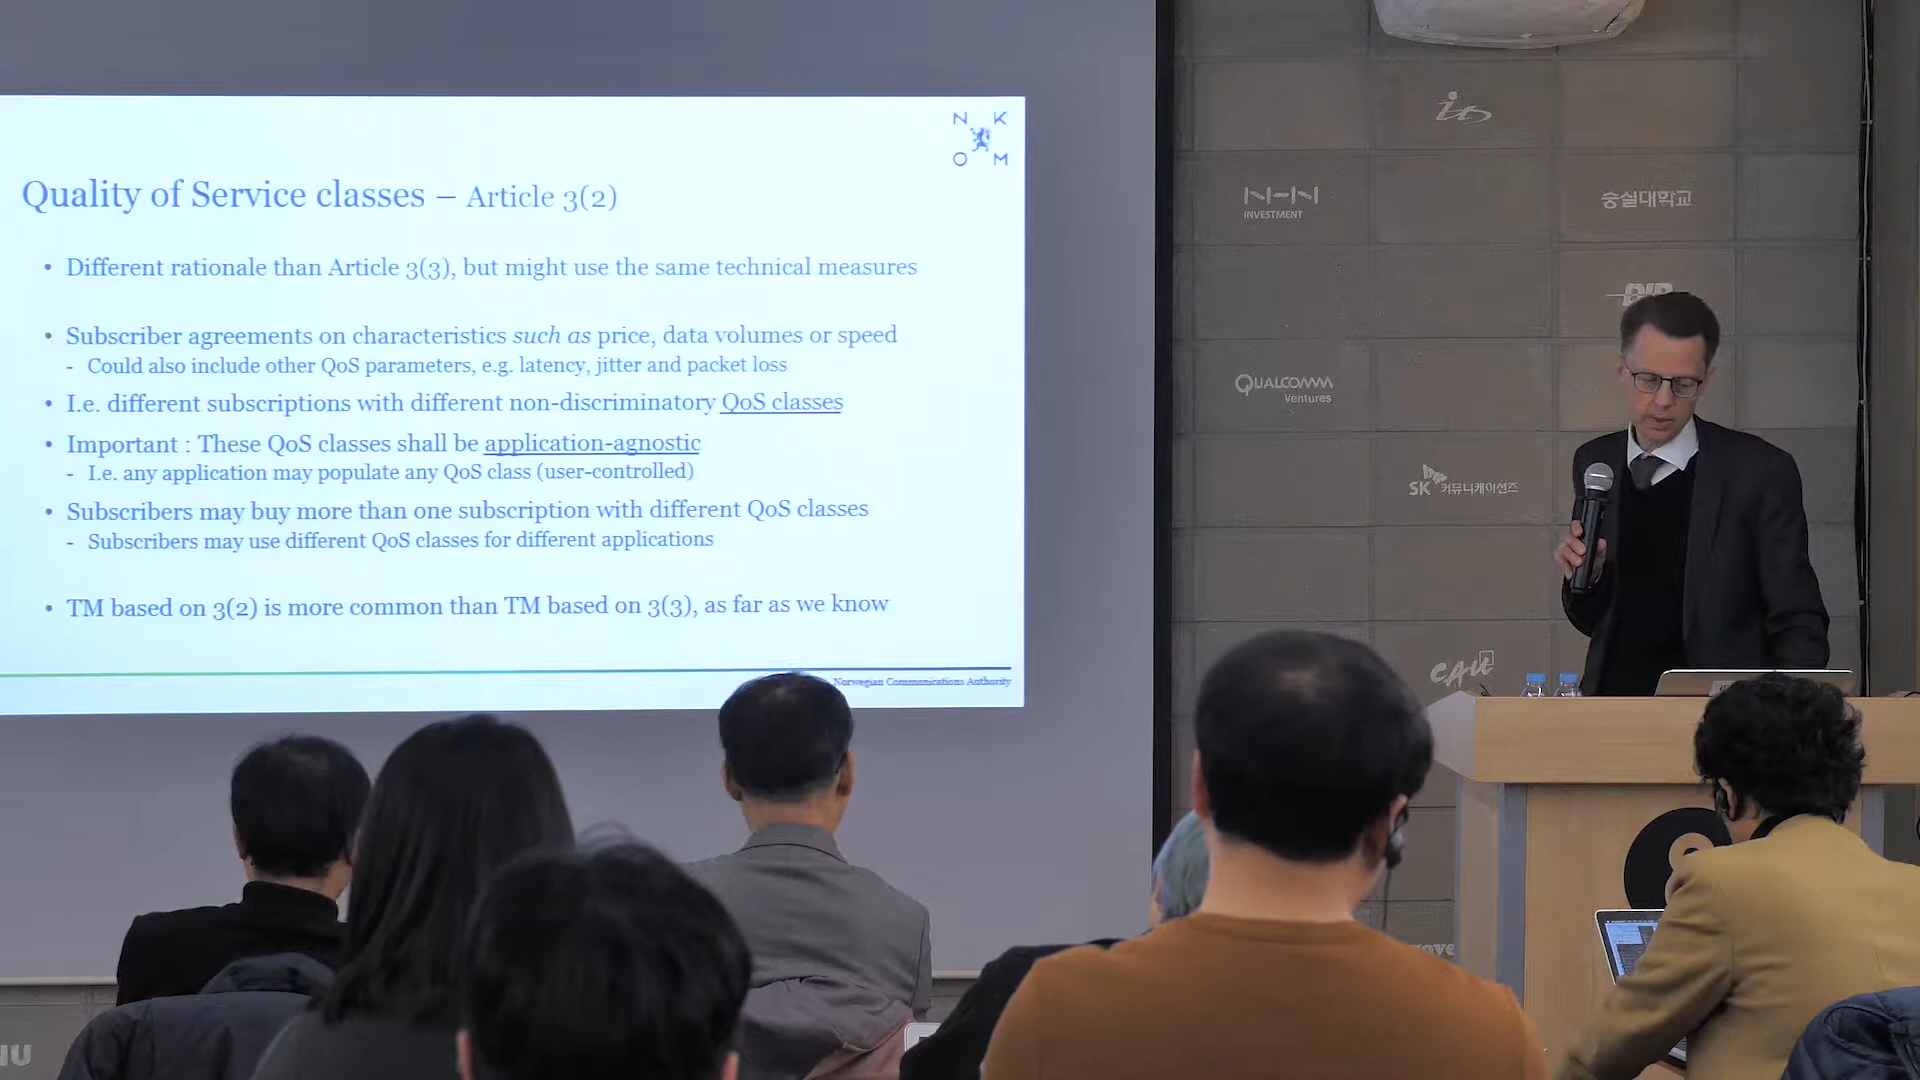 N K
O M
Quality of Service classes – Article 3(2)
• Different rationale than Article 3(3), but might use the same technical measures
• Subscriber agreements on characteristics such as price, data volumes or speed
- Could also include other QoS parameters, e.g. latency, jitter and packet loss
• I.e. different subscriptions with different non-discriminatory QoS classes
• Important : These QoS classes shall be application-agnostic
- I.e. any application may populate any QoS class (user-controlled)
• Subscribers may buy more than one subscription with different QoS classes
- Subscribers may use different QoS classes for different applications
• TM based on 3(2) is more common than TM based on 3(3), as far as we know
Norwegian Communications Authority
NHN
INVESTMENT
숭실대학교
QUALCOMM
Ventures
SK 커뮤니케이션즈
CAU